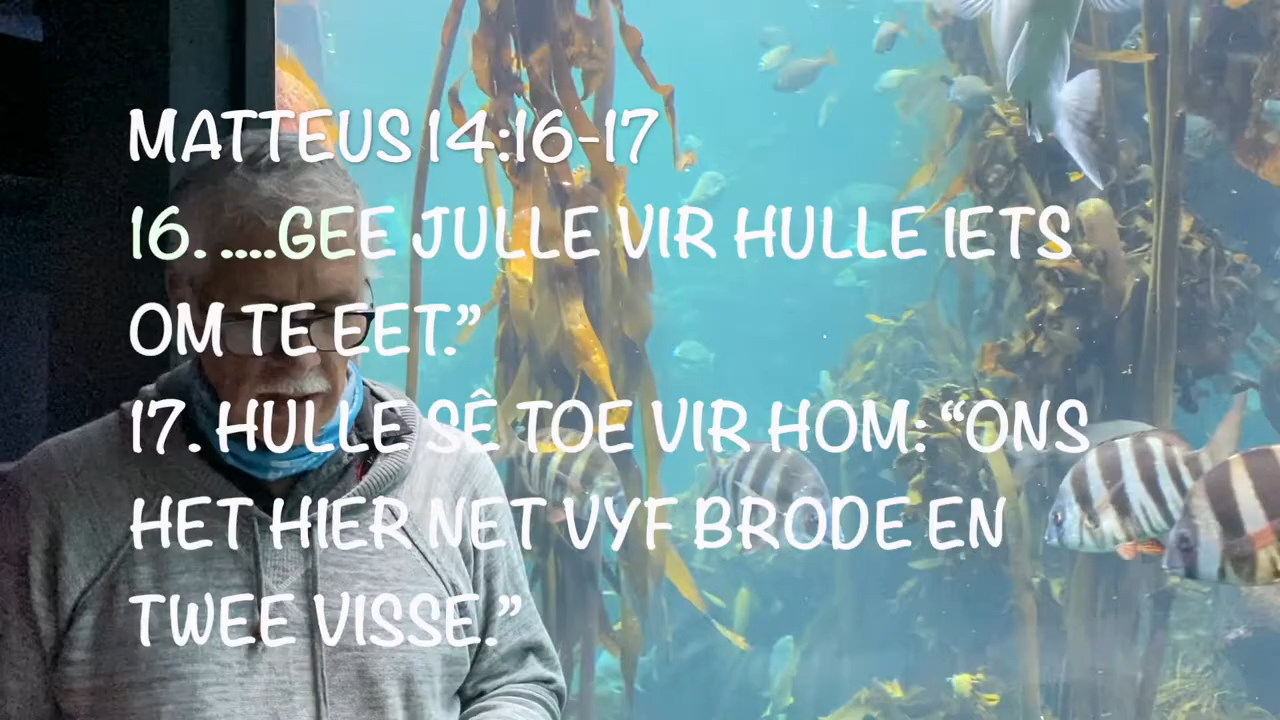 MATTEUS 14:16-17
16. ....GEE JULLE VIR HULLE IETS
OM TE EET.”
17. HULLE SÊ TOE VIR HOM: “ONS
HET HIER NET VYF BRODE EN
TWEE VISSE.”